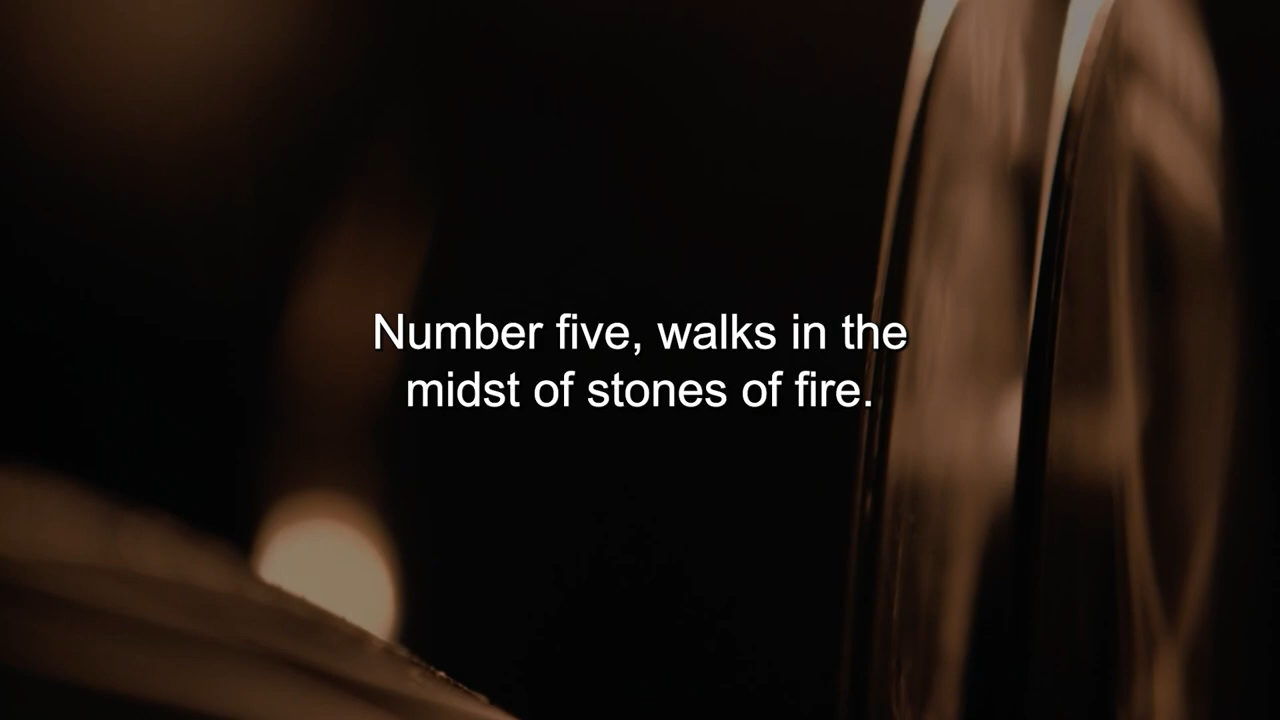 Number five, walks in the
midst of stones of fire.